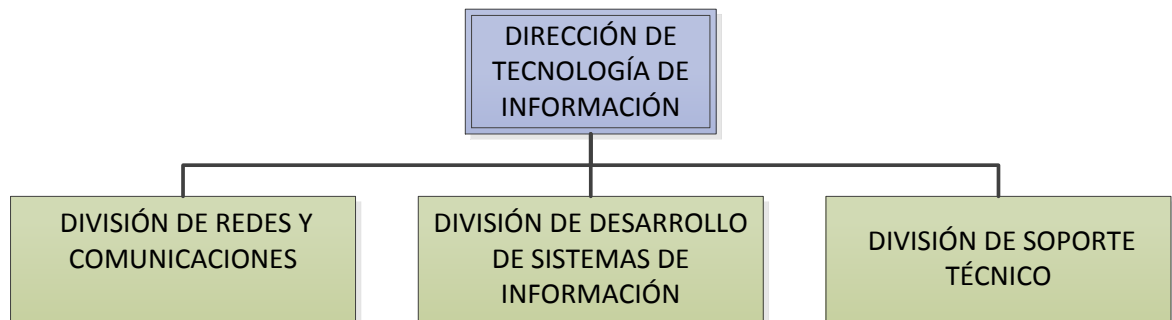 DIRECCIÓN DE
TECNOLOGÍA DE
INFORMACIÓN
DIVISIÓN DE REDES Y
COMUNICACIONES
DIVISIÓN DE DESARROLLO
DE SISTEMAS DE
INFORMACIÓN
DIVISIÓN DE SOPORTE
TÉCNICO